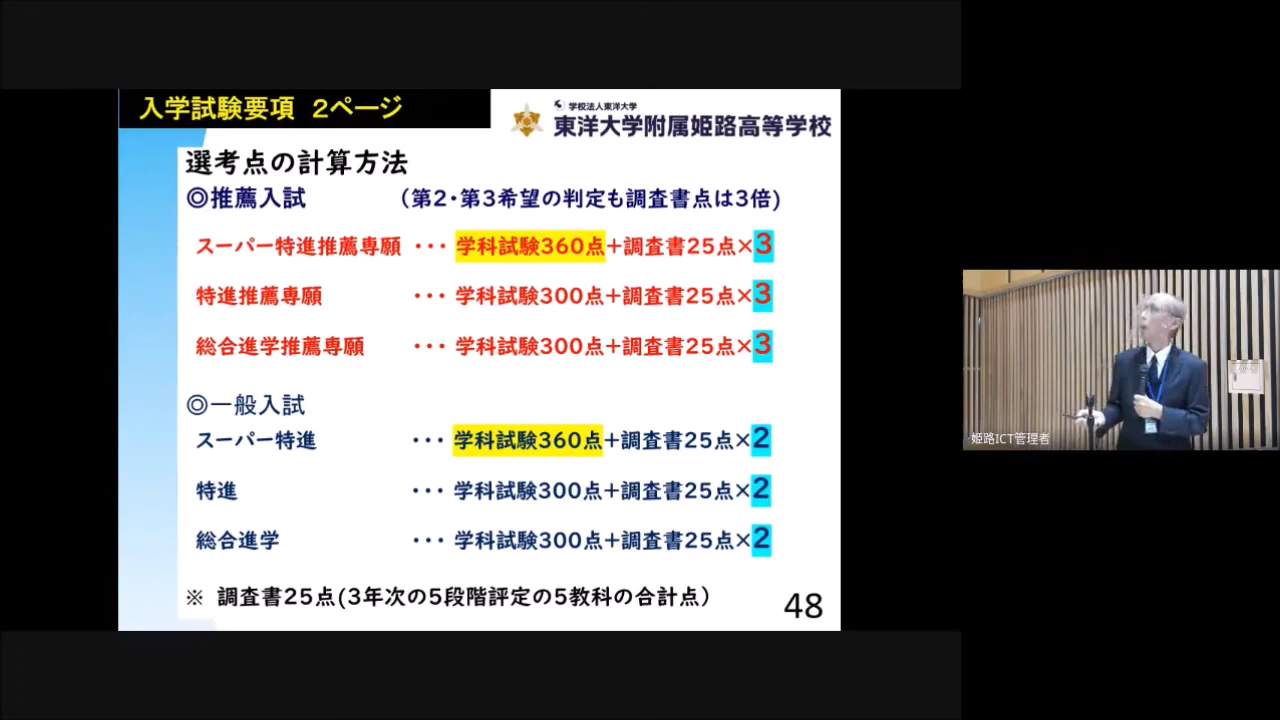 入学試験要項 2ページ
学校法人東洋大学
東洋大学附属姫路高等学校
選考点の計算方法
◎推薦入試 (第2・第3希望の判定も調査書点は3倍)
スーパー特進推薦専願 ・・・ 学科試験360点+調査書25点×3
特進推薦専願 ・・・ 学科試験300点+調査書25点×3
総合進学推薦専願 ・・・ 学科試験300点+調査書25点×3
◎一般入試
スーパー特進 ・・・ 学科試験360点+調査書25点×2
特進 ・・・ 学科試験300点+調査書25点×2
総合進学 ・・・ 学科試験300点+調査書25点×2
※ 調査書25点(3年次の5段階評定の5教科の合計点)
48
姫路ICT管理者